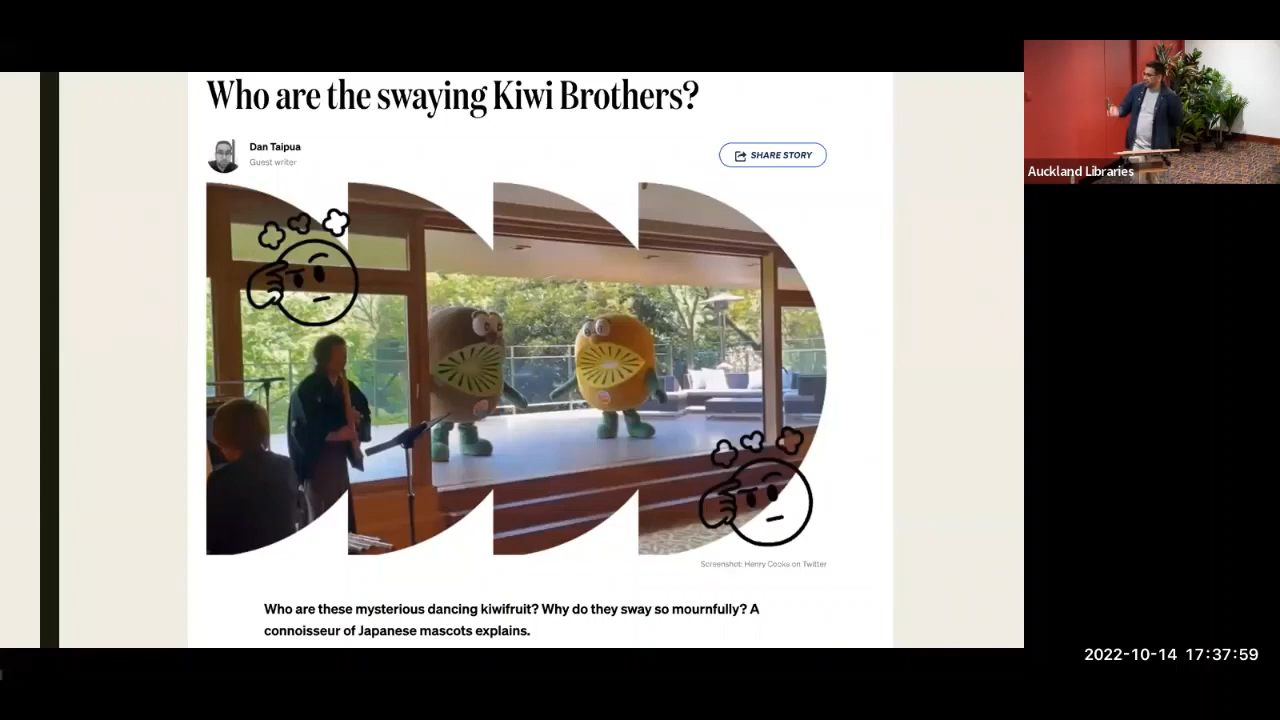 Who are the swaying Kiwi Brothers?
Dan Taipua
Guest writer
SHARE STORY
Auckland Libraries
Screenshot: Henry Cooke on Twitter
Who are these mysterious dancing kiwifruit? Why do they sway so mournfully? A
connoisseur of Japanese mascots explains.
2022-10-14 17:37:59